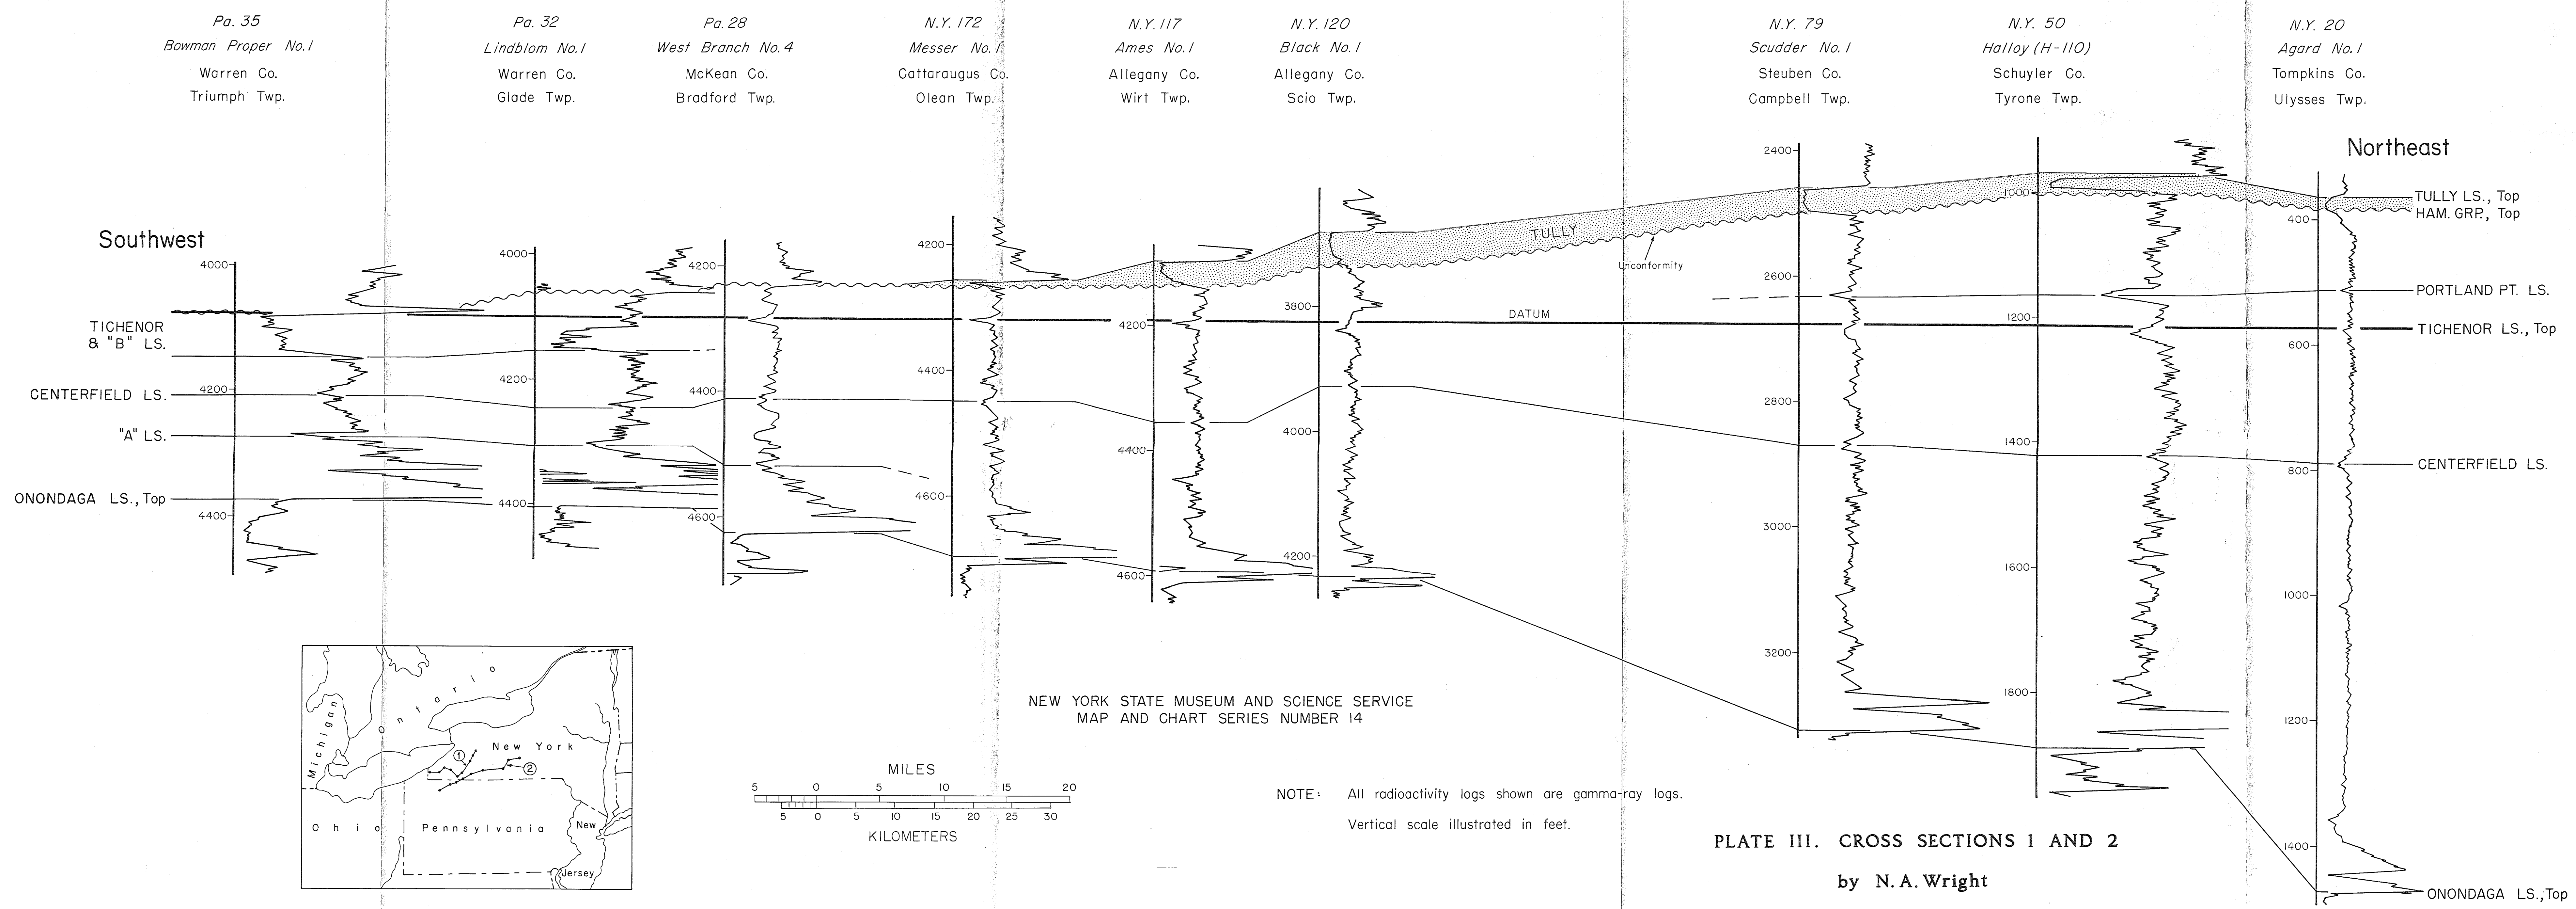 Pa. 35
Bowman Proper No. 1
Warren Co.
Triumph Twp.
Pa. 32
Lindblom No. 1
Warren Co.
Glade Twp.
Pa. 28
West Branch No. 4
McKean Co.
Bradford Twp.
N.Y. 172
Messer No. 1
Cattaraugus Co.
Olean Twp.
N.Y. 117
Ames No. 1
Allegany Co.
Wirt Twp.
N.Y. 120
Black No. 1
Allegany Co.
Scio Twp.
N.Y. 79
Scudder No. 1
Steuben Co.
Campbell Twp.
N.Y. 50
Halloy (H-110)
Schuyler Co.
Tyrone Twp.
N.Y. 20
Agard No. 1
Tompkins Co.
Ulysses Twp.
Southwest
Northeast
TICHENOR
& "B" LS.
CENTERFIELD LS.
"A" LS.
ONONDAGA LS., Top
4000
4200
4400
4000
4200
4400
4200
4400
4600
4200
4400
4600
4200
4400
4600
3800
4000
4200
TULLY
Unconformity
DATUM
2400
2600
2800
3000
3200
1000
1200
1400
1600
1800
400
600
800
1000
1200
1400
TULLY LS., Top
HAM. GRP., Top
PORTLAND PT. LS.
TICHENOR LS., Top
CENTERFIELD LS.
ONONDAGA LS., Top
Michigan
Ontario
New York
1
2
Ohio
Pennsylvania
New
Jersey
NEW YORK STATE MUSEUM AND SCIENCE SERVICE
MAP AND CHART SERIES NUMBER 14
MILES
5 0 5 10 15 20
5 0 5 10 15 20 25 30
KILOMETERS
NOTE: All radioactivity logs shown are gamma-ray logs.
Vertical scale illustrated in feet.
PLATE III. CROSS SECTIONS 1 AND 2
by N. A. Wright